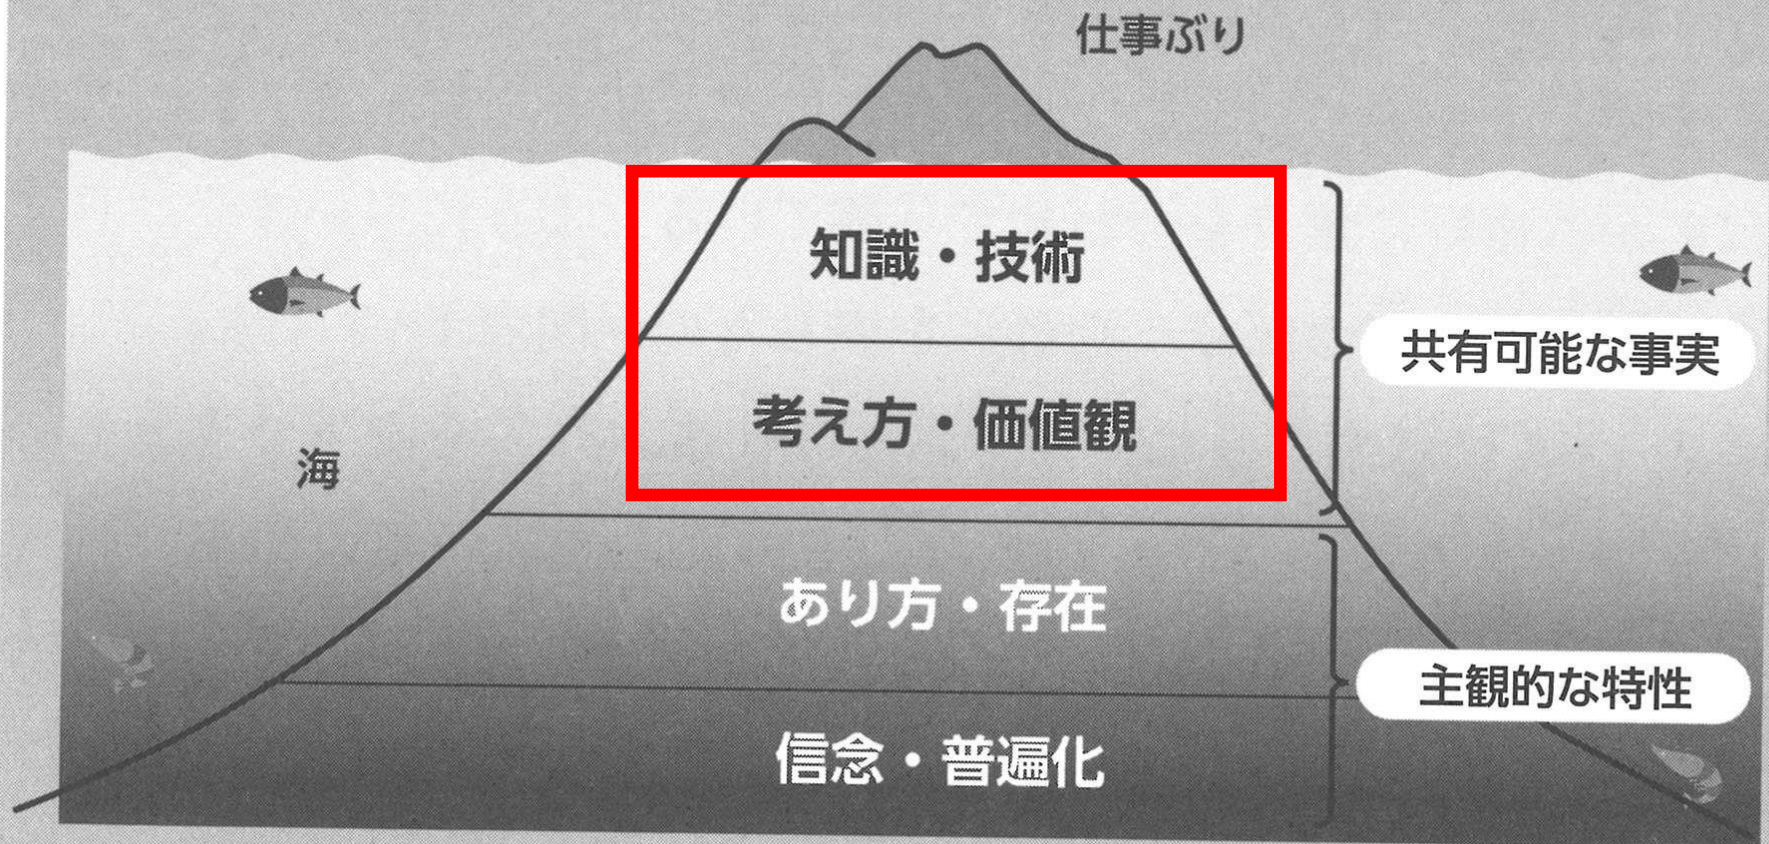 仕事ぶり
知識・技術
共有可能な事実
考え方・価値観
海
あり方・存在
主観的な特性
信念・普遍化